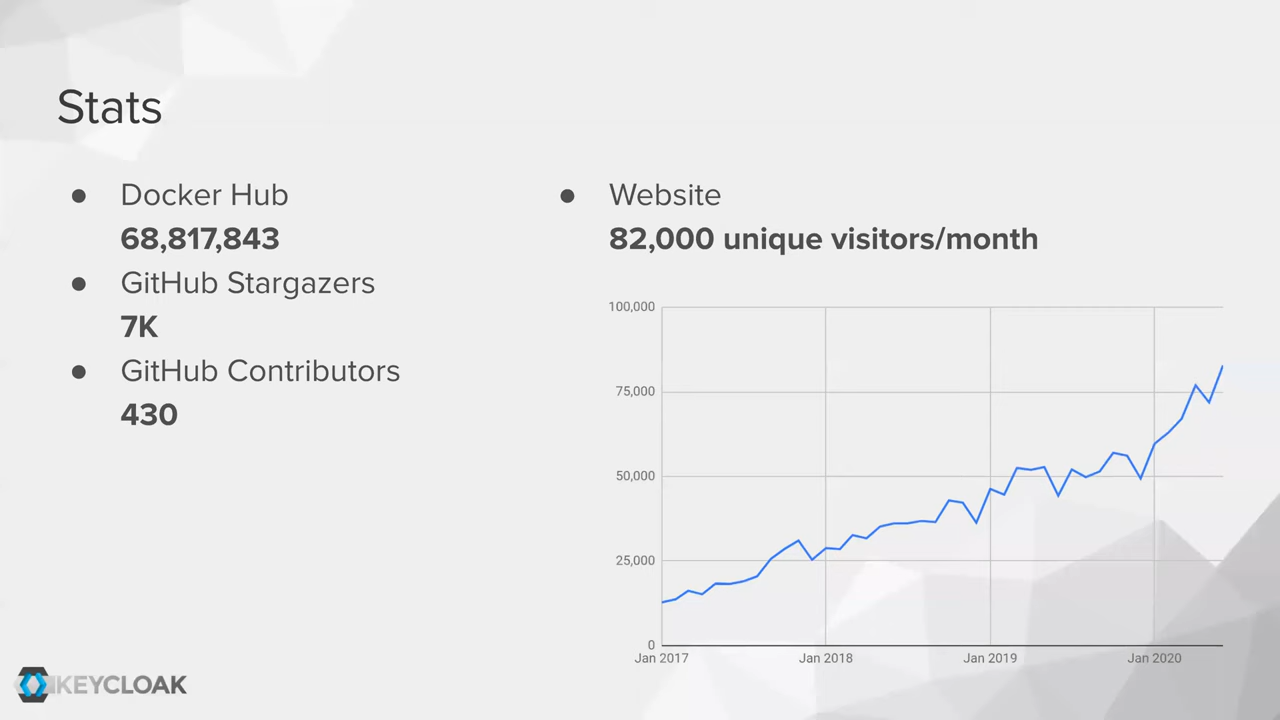 Stats
● Docker Hub
68,817,843
● GitHub Stargazers
7K
● GitHub Contributors
430
● Website
82,000 unique visitors/month
100,000
75,000
50,000
25,000
0
Jan 2017
Jan 2018
Jan 2019
Jan 2020
KEYCLOAK